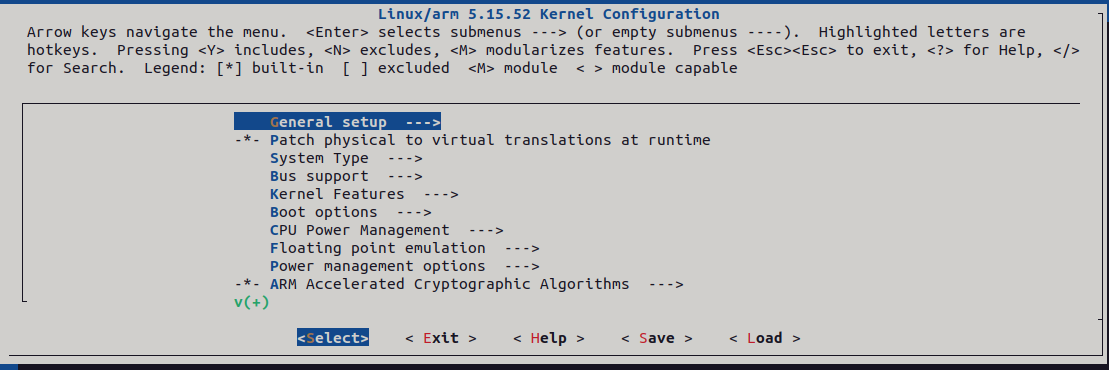 Linux/arm 5.15.52 Kernel Configuration
Arrow keys navigate the menu.  <Enter> selects submenus ---> (or empty submenus ----).  Highlighted letters are
hotkeys.  Pressing <Y> includes, <N> excludes, <M> modularizes features.  Press <Esc><Esc> to exit, <?> for Help, </>
for Search.  Legend: [*] built-in  [ ] excluded  <M> module  < > module capable
General setup  --->
-*- Patch physical to virtual translations at runtime
System Type  --->
Bus support  --->
Kernel Features  --->
Boot options  --->
CPU Power Management  --->
Floating point emulation  --->
Power management options  --->
-*- ARM Accelerated Cryptographic Algorithms  --->
v(+)
<Select>    < Exit >    < Help >    < Save >    < Load >